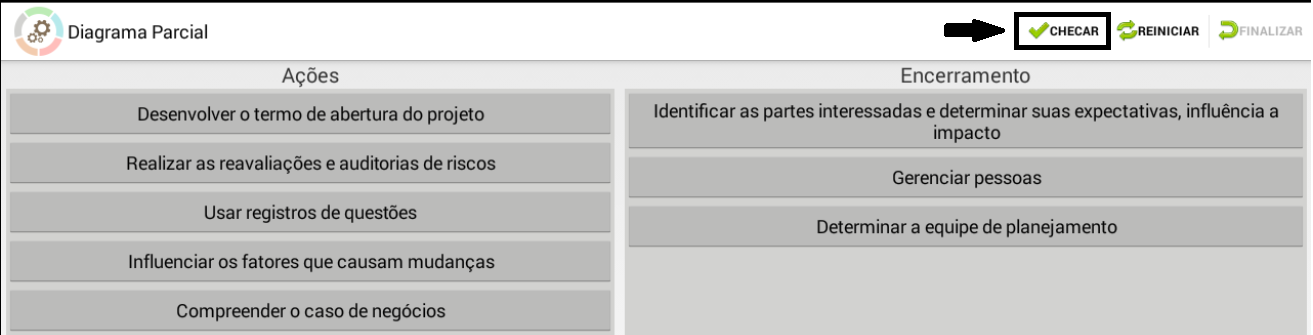 Diagrama Parcial
CHECAR
REINICIAR
FINALIZAR
Ações
Desenvolver o termo de abertura do projeto
Realizar as reavaliações e auditorias de riscos
Usar registros de questões
Influenciar os fatores que causam mudanças
Compreender o caso de negócios
Encerramento
Identificar as partes interessadas e determinar suas expectativas, influência a
impacto
Gerenciar pessoas
Determinar a equipe de planejamento